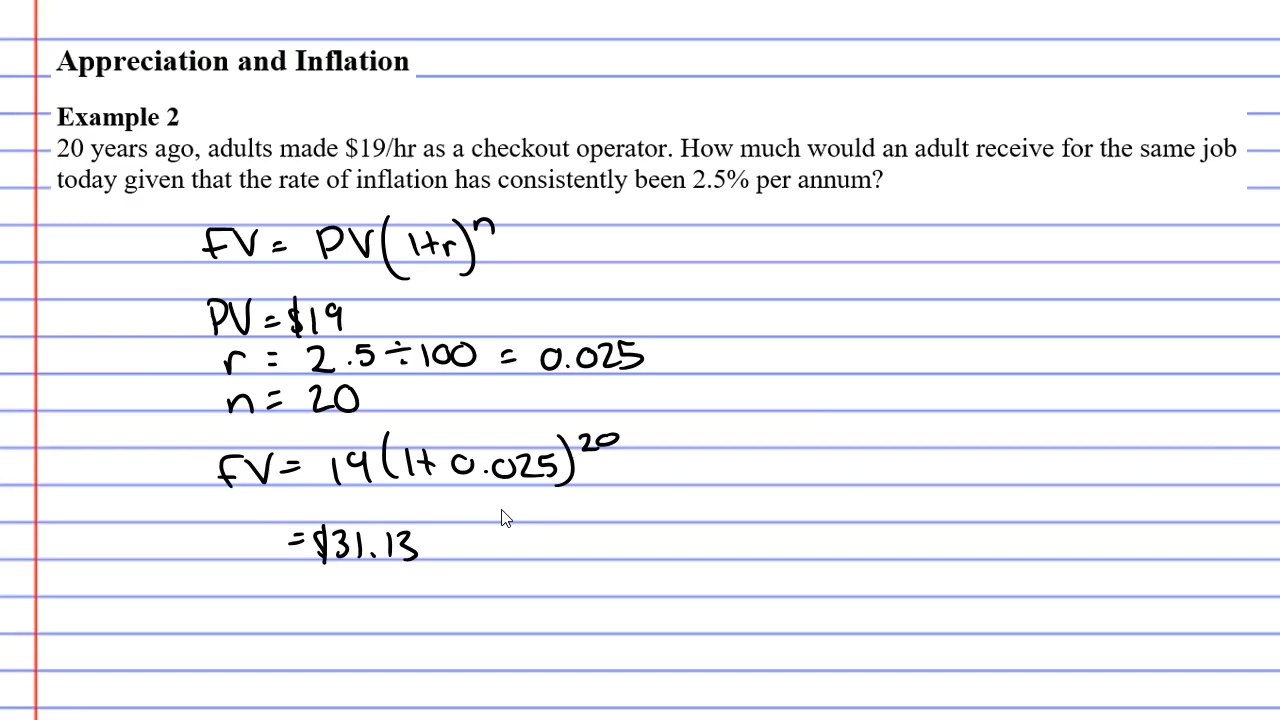 Appreciation and Inflation
Example 2
20 years ago, adults made $19/hr as a checkout operator. How much would an adult receive for the same job
today given that the rate of inflation has consistently been 2.5% per annum?
FV = PV(1+r)^n
PV = $19
r = 2.5 ÷ 100 = 0.025
n = 20
FV = 19(1+0.025)^20
= $31.13